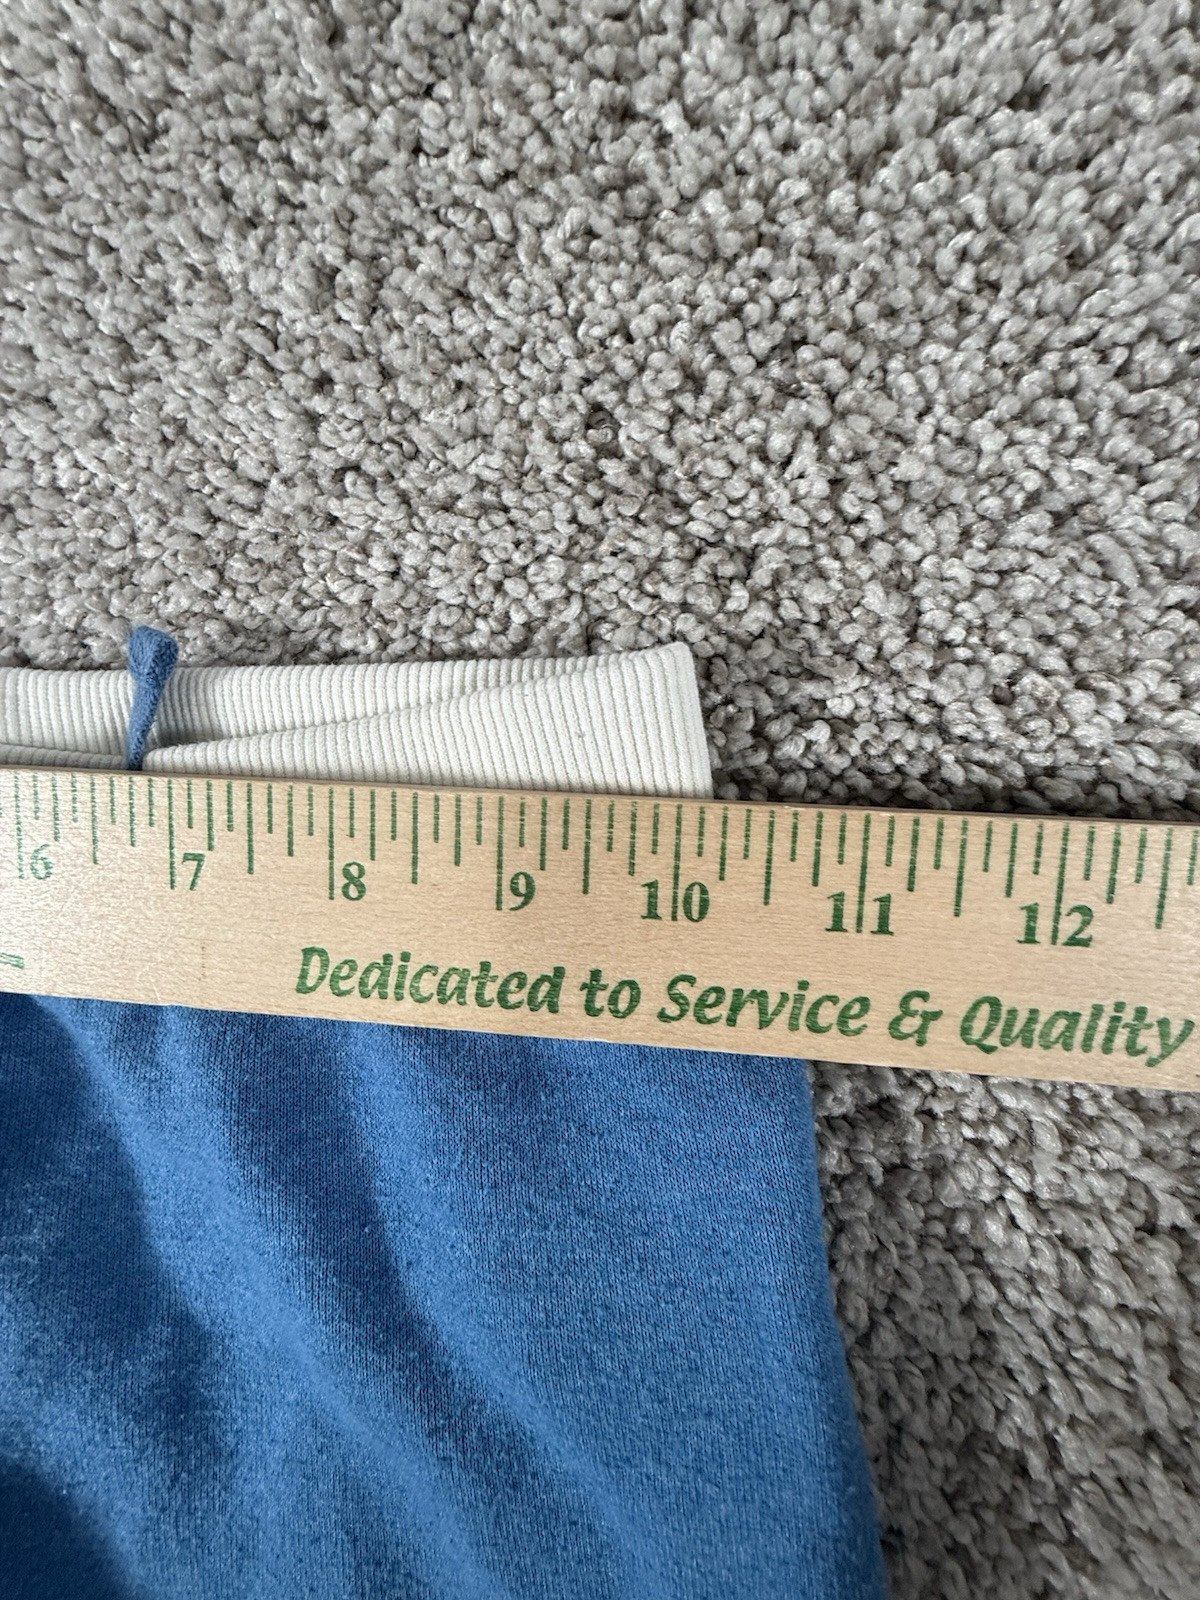 6 7 8 9 10 11 12
Dedicated to Service & Quality